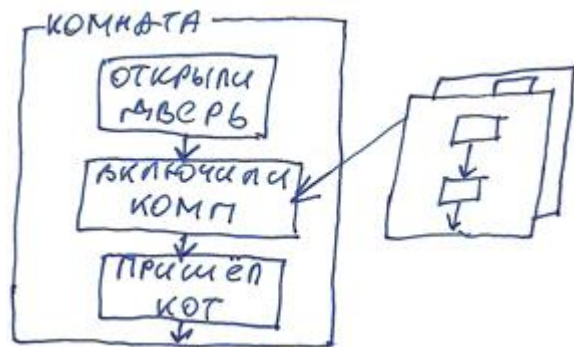 КОМНАТА
ОТКРЫЛИ
ДВЕРЬ
ВКЛЮЧИЛИ
КОМП
ПРИШЁЛ
КОТ